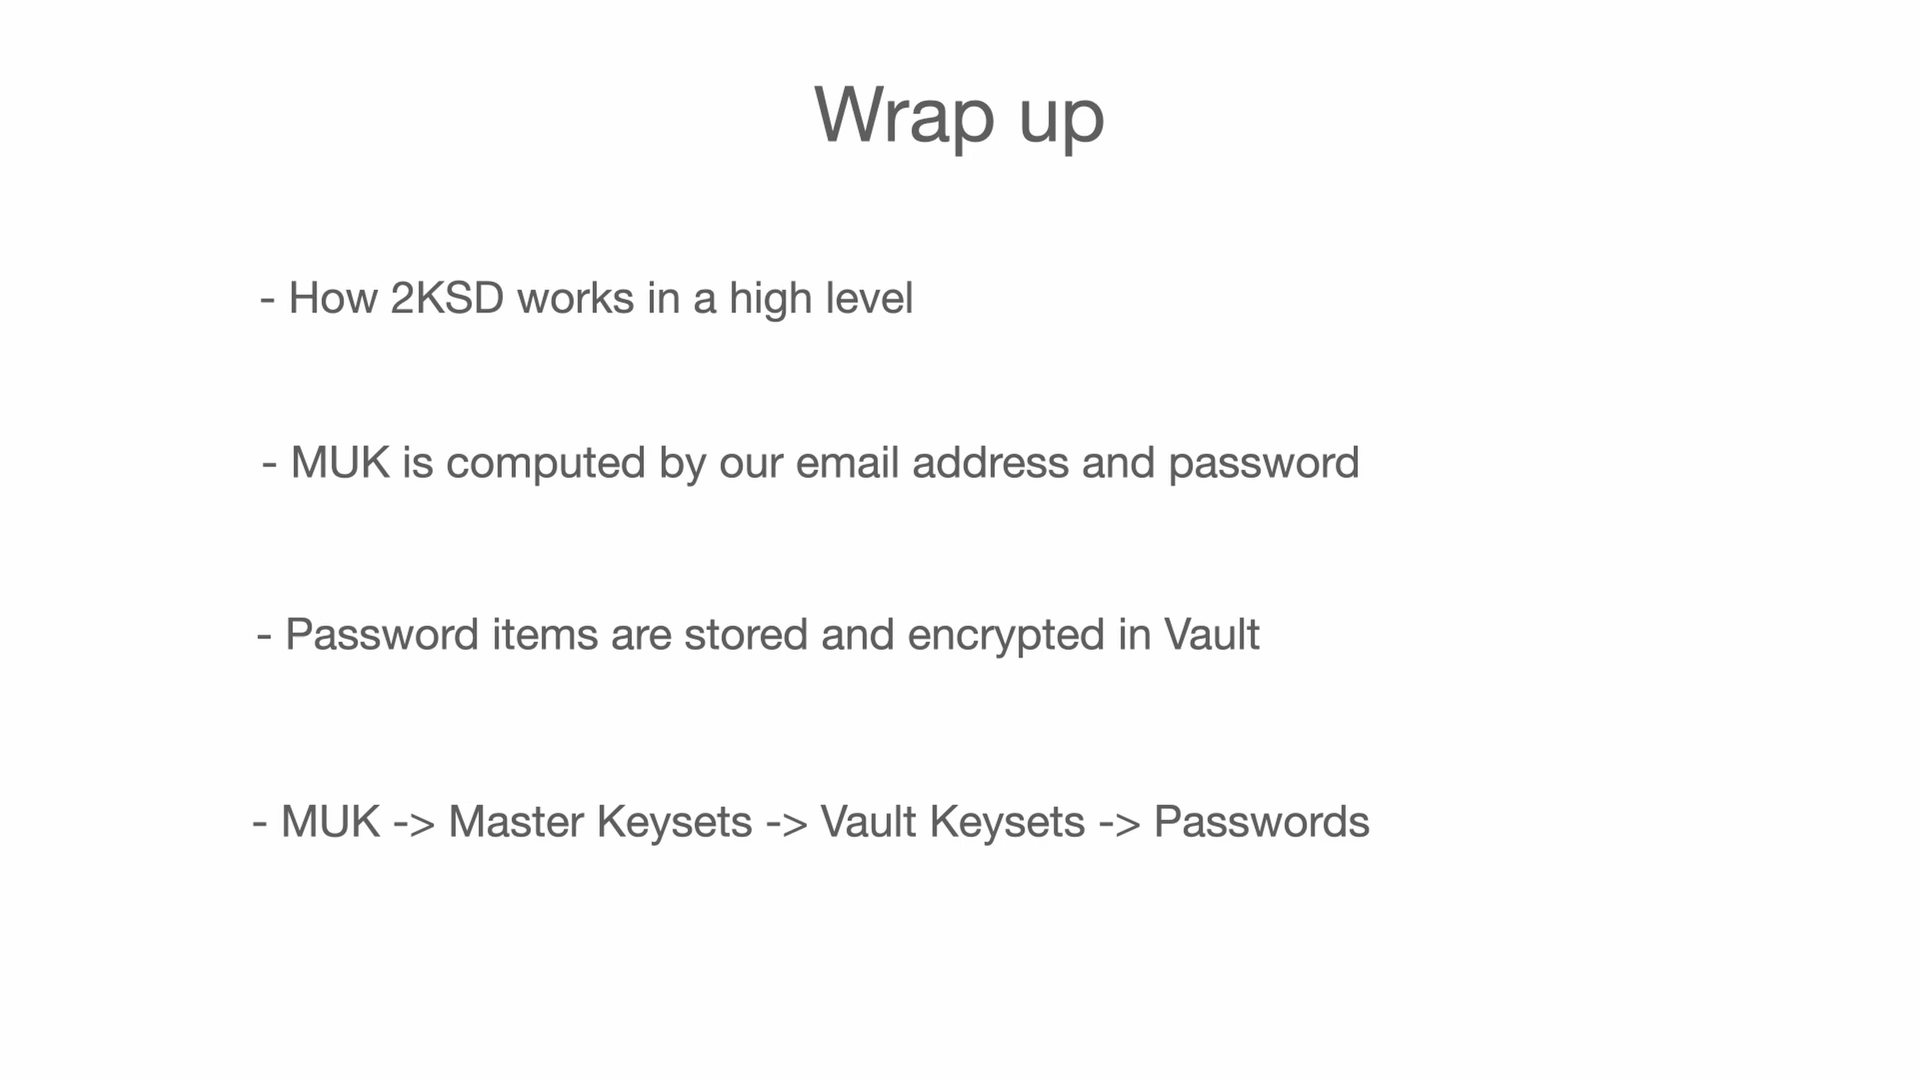 Wrap up
- How 2KSD works in a high level
- MUK is computed by our email address and password
- Password items are stored and encrypted in Vault
- MUK -> Master Keysets -> Vault Keysets -> Passwords